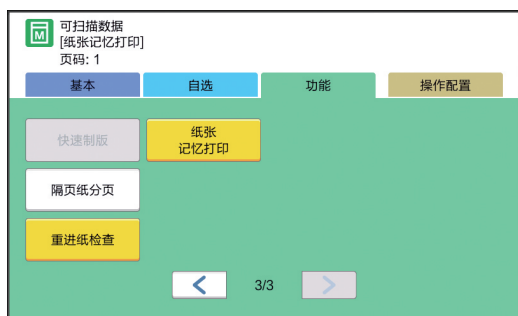 M
可扫描数据
[纸张记忆打印]
页码: 1
基本
自选
功能
操作配置
快速制版
纸张
记忆打印
隔页纸分页
重进纸检查
3/3